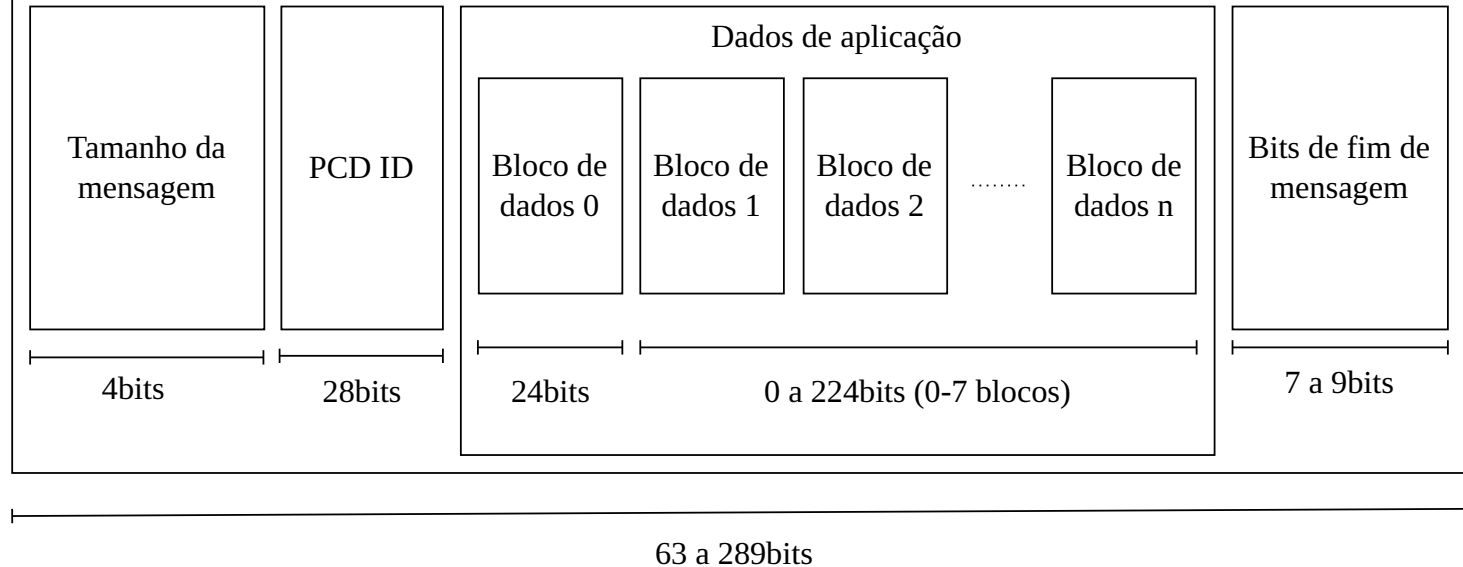 Dados de aplicação
Tamanho da
mensagem
PCD ID
Bloco de
dados 0
Bloco de
dados 1
Bloco de
dados 2
........
Bloco de
dados n
Bits de fim de
mensagem
4bits
28bits
24bits
0 a 224bits (0-7 blocos)
7 a 9bits
63 a 289bits